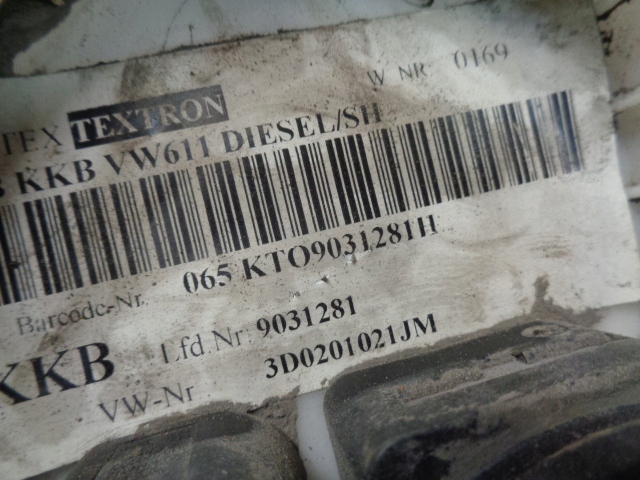 TEX TEXTRON W NR 0169
KKB VW611 DIESEL/SH
065 KTO9031281H
Barcode-Nr.
KKB Lfd.Nr: 9031281
VW-Nr 3D0201021JM